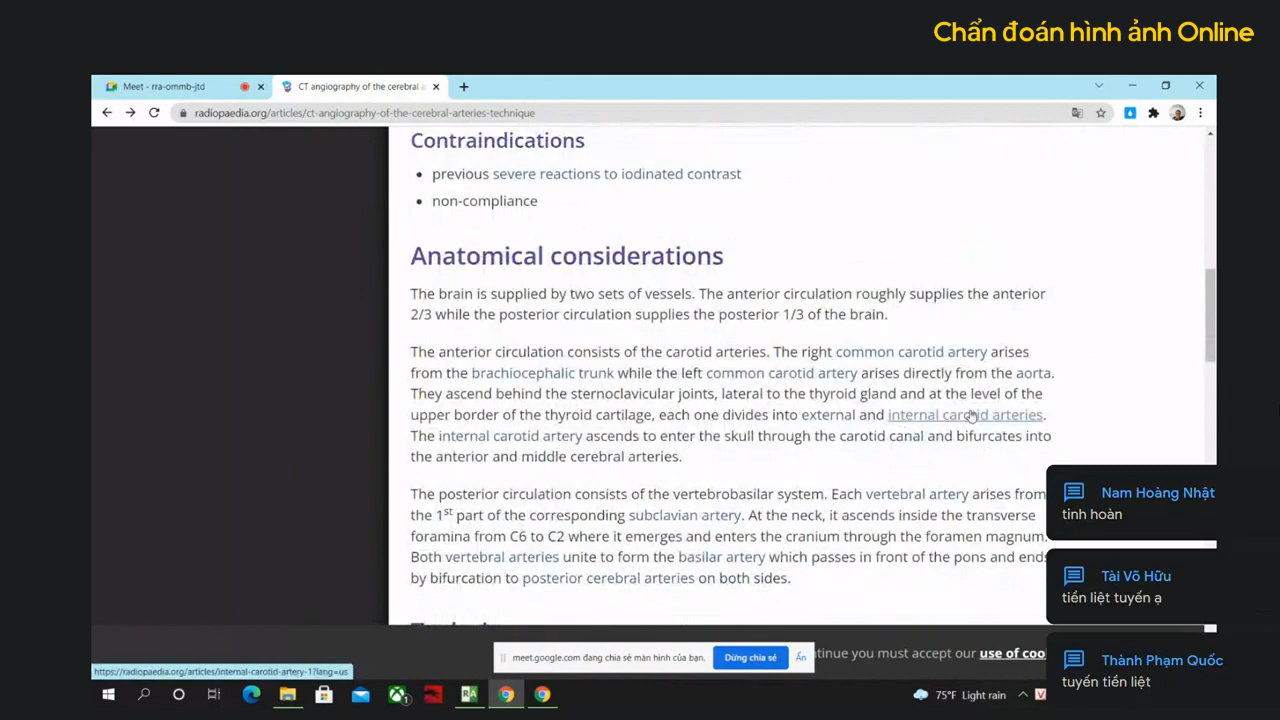 Chẩn đoán hình ảnh Online
Meet - rra-ommb-jtd
CT angiography of the cerebral a
radiopaedia.org/articles/ct-angiography-of-the-cerebral-arteries-technique
Contraindications
• previous severe reactions to iodinated contrast
• non-compliance
Anatomical considerations
The brain is supplied by two sets of vessels. The anterior circulation roughly supplies the anterior
2/3 while the posterior circulation supplies the posterior 1/3 of the brain.
The anterior circulation consists of the carotid arteries. The right common carotid artery arises
from the brachiocephalic trunk while the left common carotid artery arises directly from the aorta.
They ascend behind the sternoclavicular joints, lateral to the thyroid gland and at the level of the
upper border of the thyroid cartilage, each one divides into external and internal carotid arteries.
The internal carotid artery ascends to enter the skull through the carotid canal and bifurcates into
the anterior and middle cerebral arteries.
The posterior circulation consists of the vertebrobasilar system. Each vertebral artery arises from
the 1st part of the corresponding subclavian artery. At the neck, it ascends inside the transverse
foramina from C6 to C2 where it emerges and enters the cranium through the foramen magnum.
Both vertebral arteries unite to form the basilar artery which passes in front of the pons and ends
by bifurcation to posterior cerebral arteries on both sides.
Nam Hoàng Nhật
tinh hoàn
Tài Võ Hữu
tiền liệt tuyến ạ
Thành Phạm Quốc
tuyến tiền liệt
meet.google.com đang chia sẻ màn hình của bạn.
Dừng chia sẻ
Ẩn
ntinue you must accept our use of coo
https://radiopaedia.org/articles/internal-carotid-artery-1?lang=us
RA
75°F Light rain
V